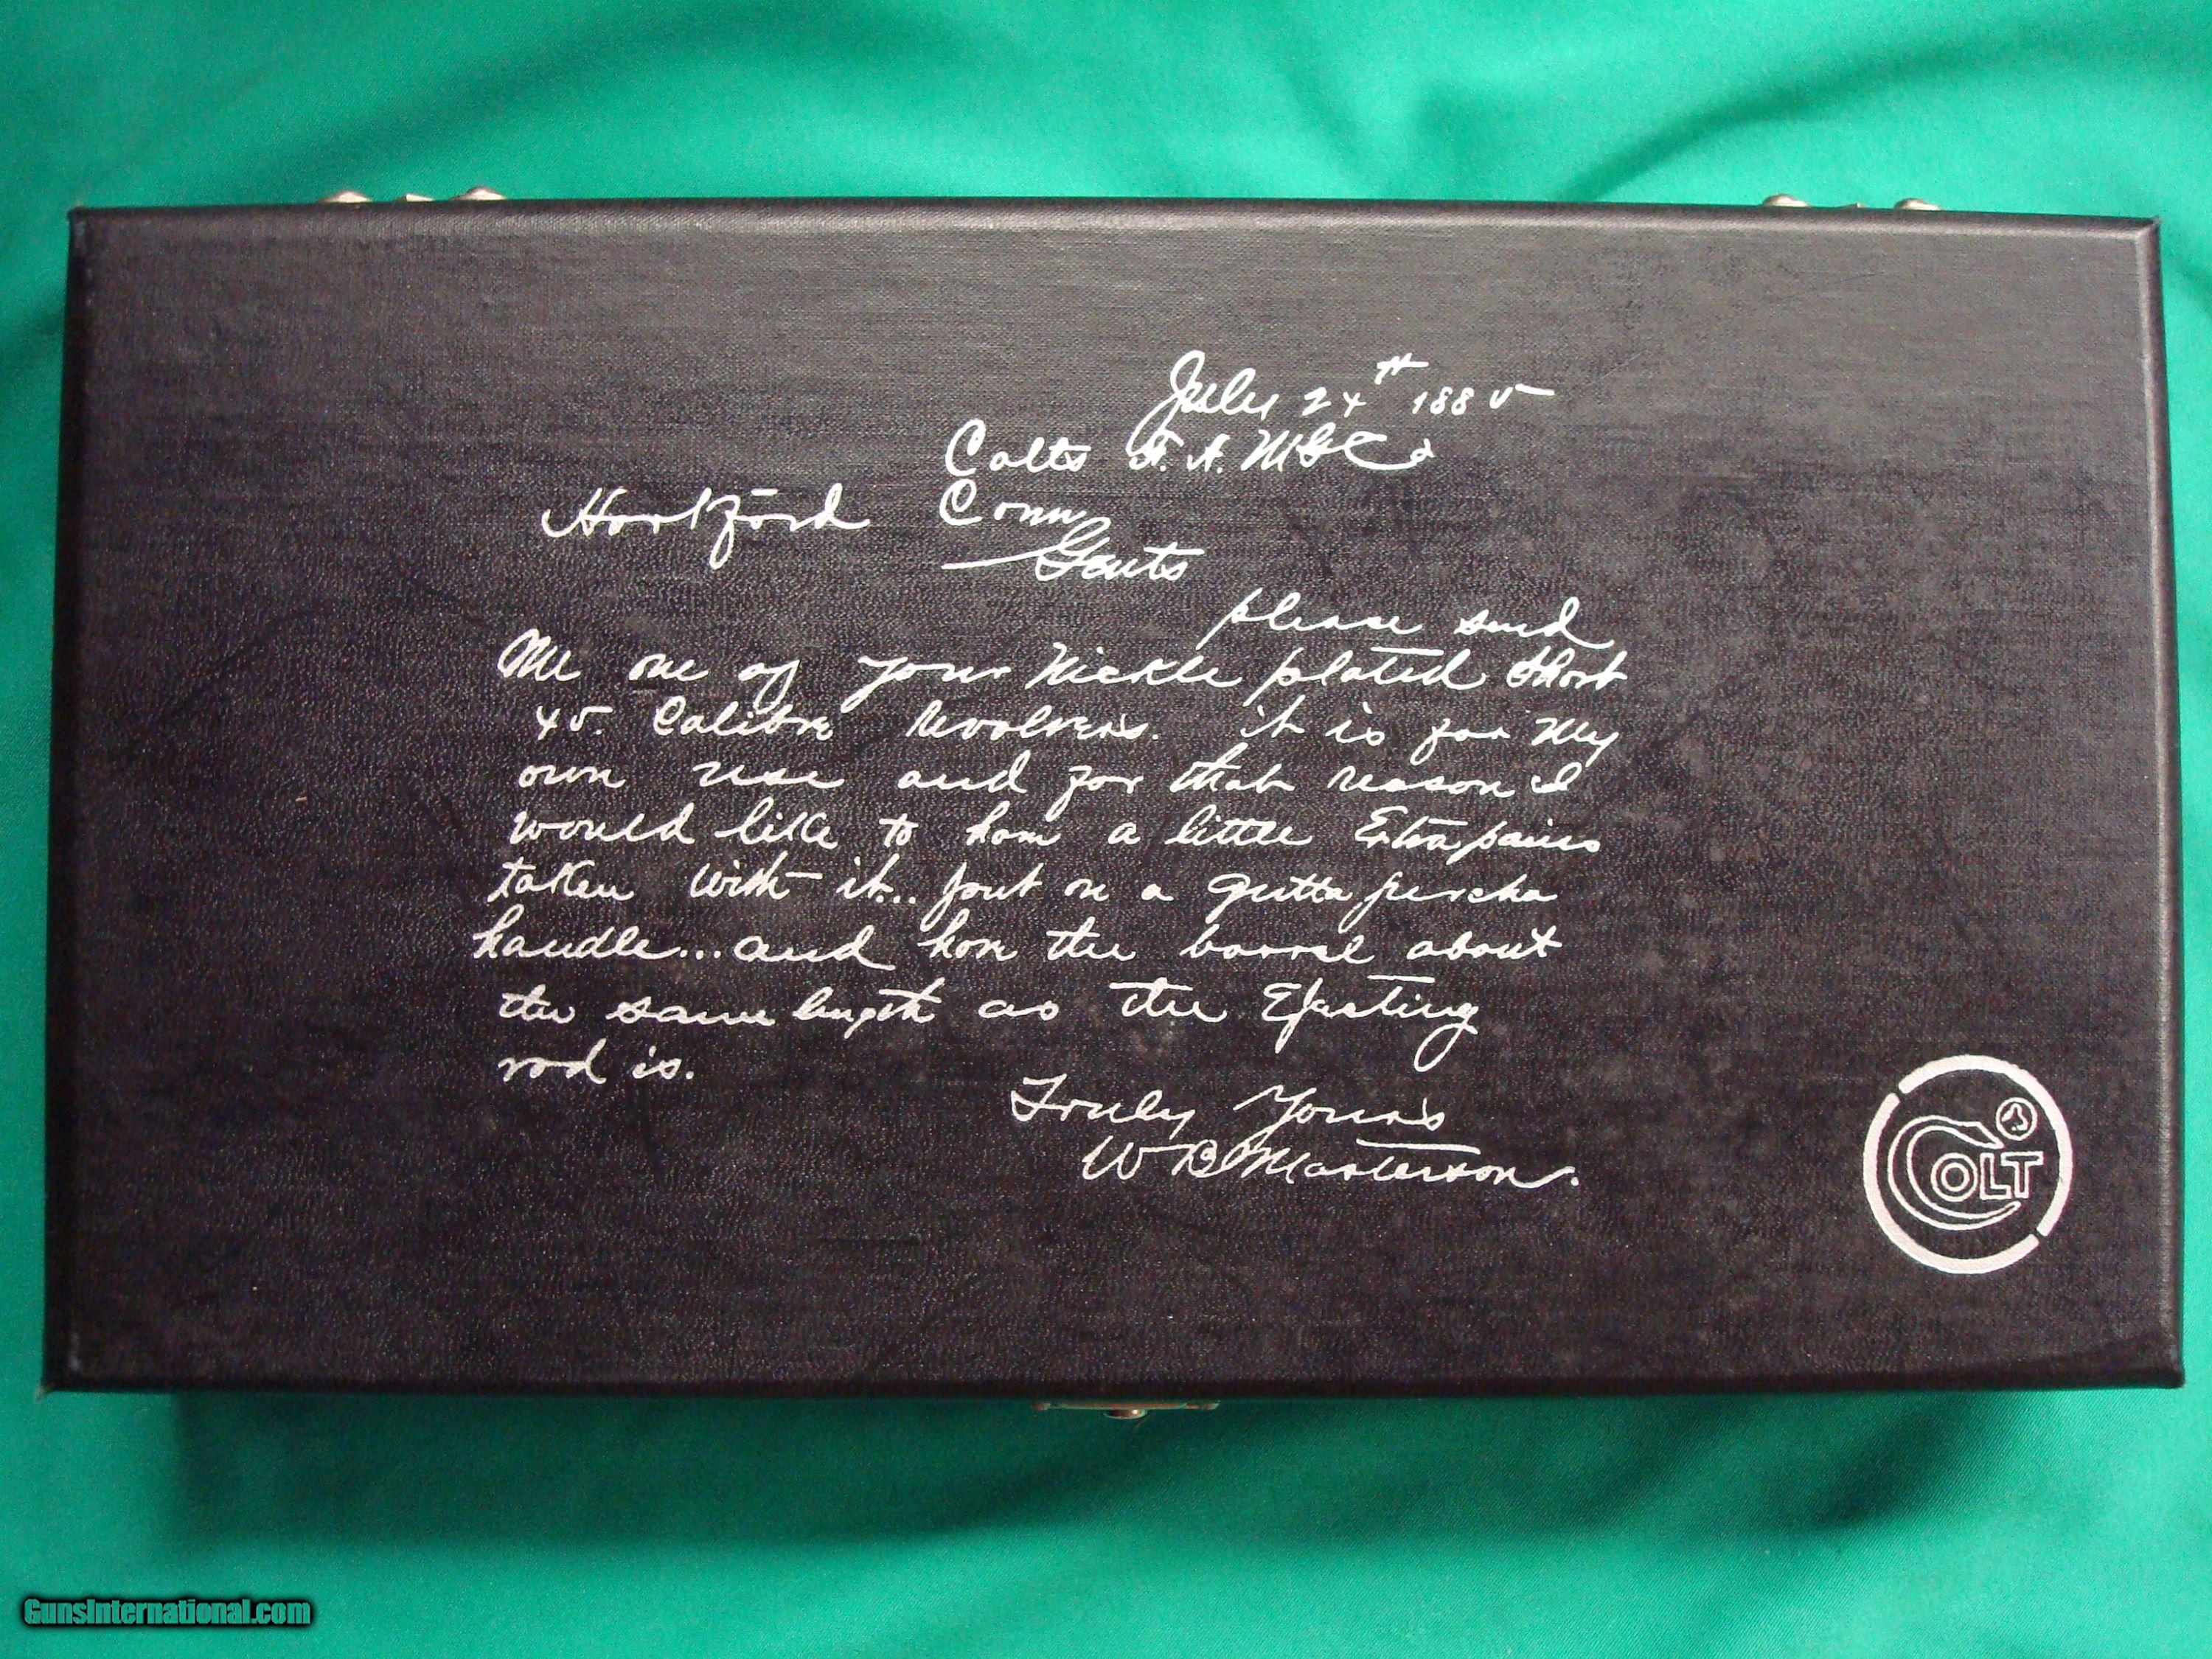 July 24th 1885
Colts F. A. Mfg Co
Hartford Conn
Gents
please send
Me one of your Nickle plated short
45. Calibre revolvers. it is for my
own use and for that reason I
would like to have a little Extra pains
taken with it... put on a gutta percha
handle... and have the barrel about
the same length as the Ejecting
rod is.
Truly Yours
W B Masterson.
COLT
GunsInternational.com